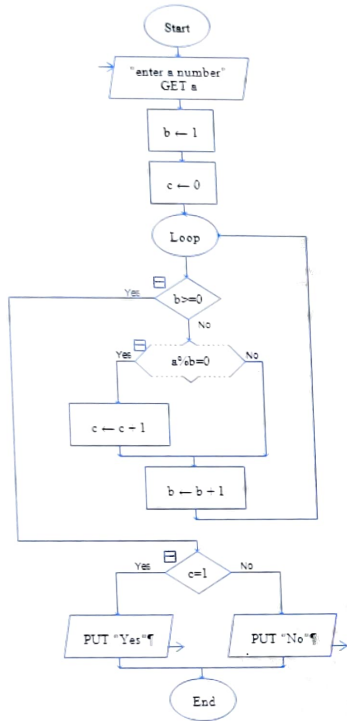 Start
"enter a number"
GET a
b ← 1
c ← 0
Loop
Yes
b>=0
No
Yes
a%b=0
No
c ← c + 1
b ← b + 1
Yes
c=1
No
PUT "Yes"¶
PUT "No"¶
End